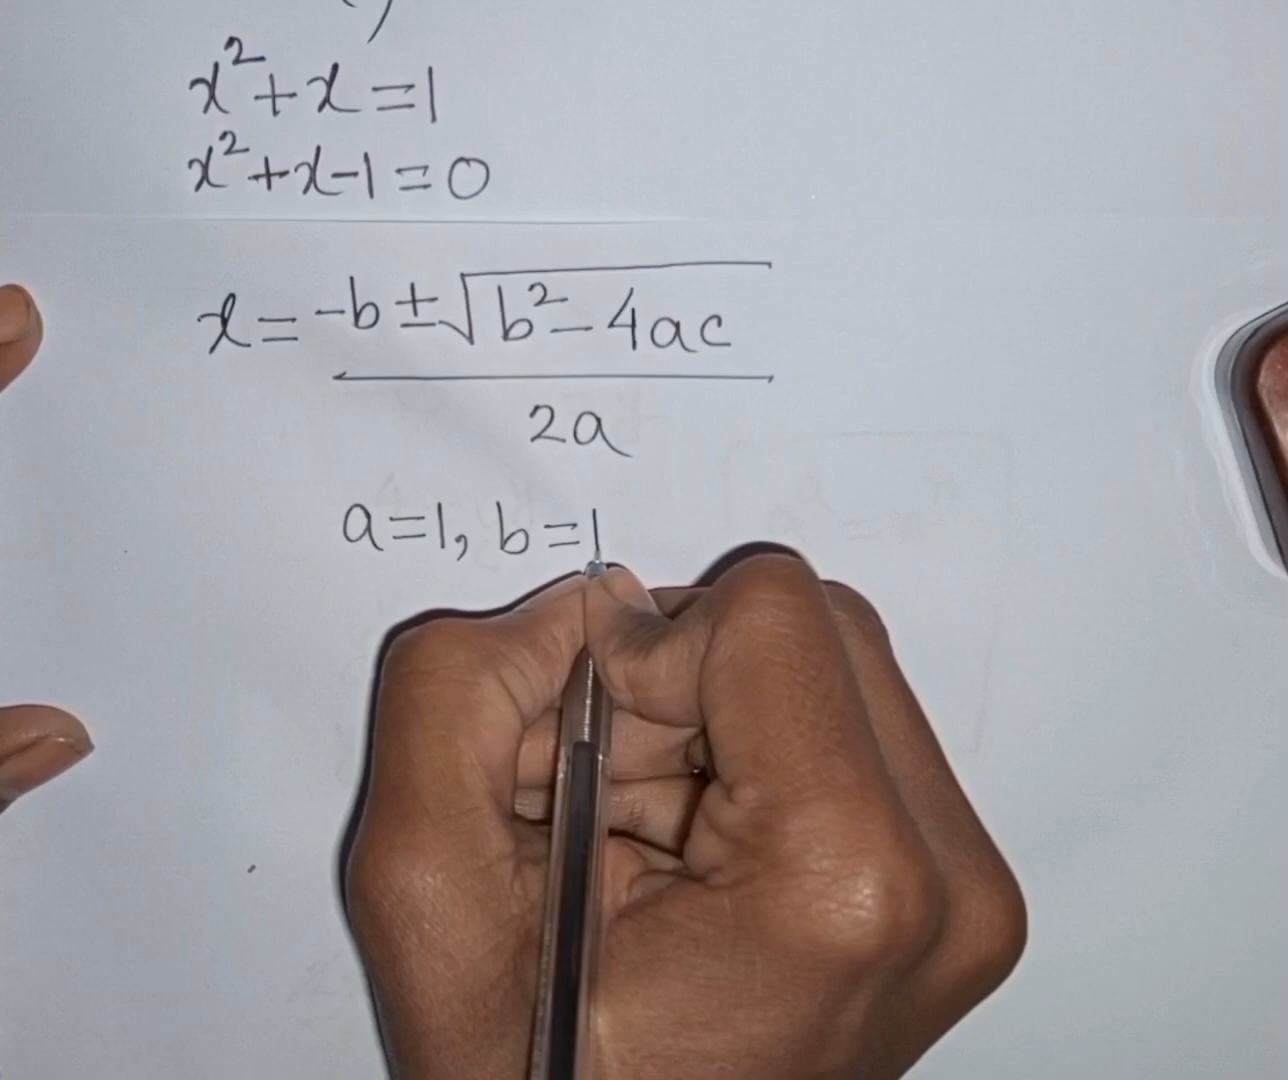 x²+x=1
x²+x-1=0
x=-b±√b²-4ac
2a
a=1, b=1